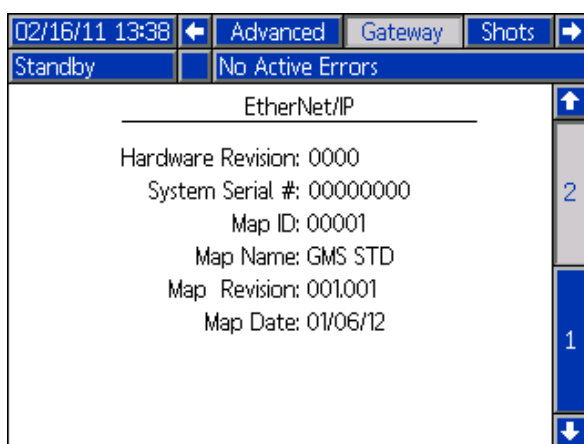 02/16/11 13:38 Advanced Gateway Shots
Standby No Active Errors
EtherNet/IP
Hardware Revision: 0000
System Serial #: 00000000
Map ID: 00001
Map Name: GMS STD
Map Revision: 001.001
Map Date: 01/06/12
2
1